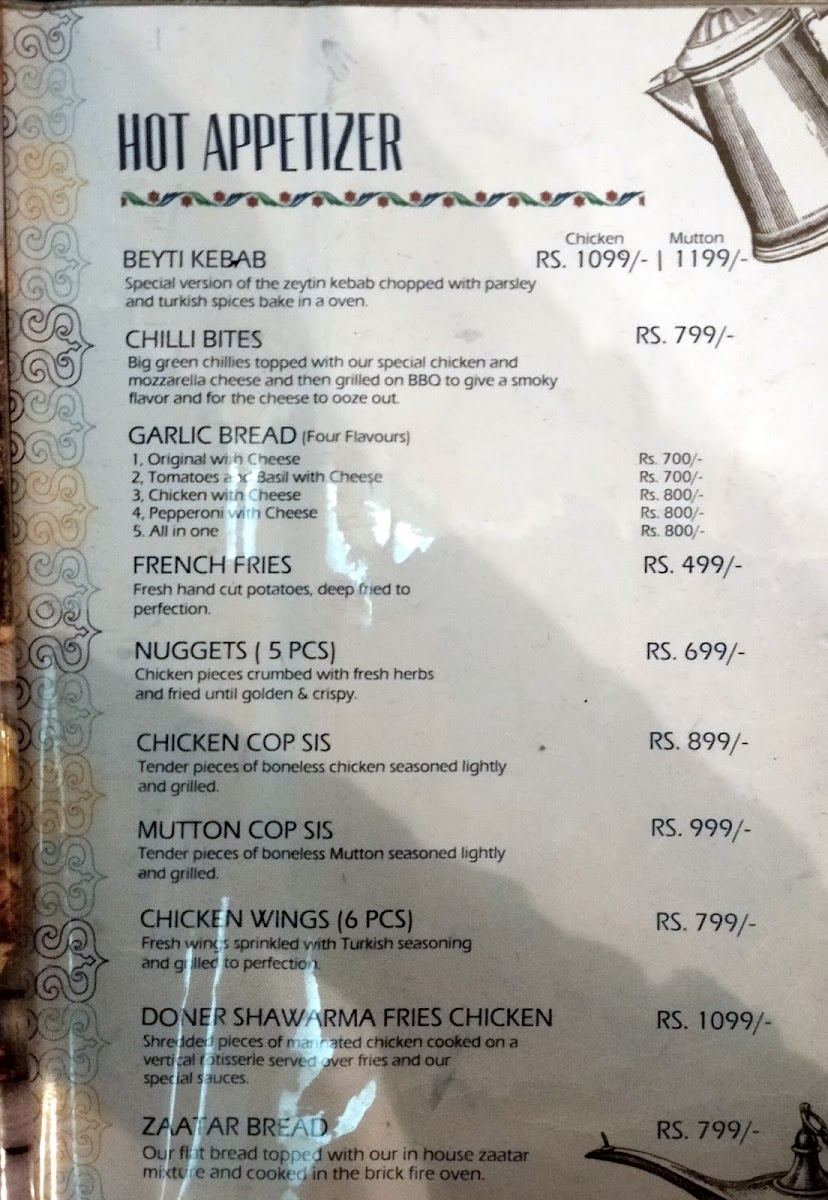 HOT APPETIZER
Chicken Mutton
BEYTI KEBAB RS. 1099/- | 1199/-
Special version of the zeytin kebab chopped with parsley
and turkish spices bake in a oven.
CHILLI BITES RS. 799/-
Big green chillies topped with our special chicken and
mozzarella cheese and then grilled on BBQ to give a smoky
flavor and for the cheese to ooze out.
GARLIC BREAD (Four Flavours)
1, Original with Cheese Rs. 700/-
2, Tomatoes and Basil with Cheese Rs. 700/-
3, Chicken with Cheese Rs. 800/-
4, Pepperoni with Cheese Rs. 800/-
5. All in one Rs. 800/-
FRENCH FRIES RS. 499/-
Fresh hand cut potatoes, deep fried to
perfection.
NUGGETS ( 5 PCS) RS. 699/-
Chicken pieces crumbed with fresh herbs
and fried until golden & crispy.
CHICKEN COP SIS RS. 899/-
Tender pieces of boneless chicken seasoned lightly
and grilled.
MUTTON COP SIS RS. 999/-
Tender pieces of boneless Mutton seasoned lightly
and grilled.
CHICKEN WINGS (6 PCS) RS. 799/-
Fresh wings sprinkled with Turkish seasoning
and grilled to perfection.
DONER SHAWARMA FRIES CHICKEN RS. 1099/-
Shredded pieces of marinated chicken cooked on a
vertical rotisserie served over fries and our
special sauces.
ZAATAR BREAD RS. 799/-
Our flat bread topped with our in house zaatar
mixture and cooked in the brick fire oven.